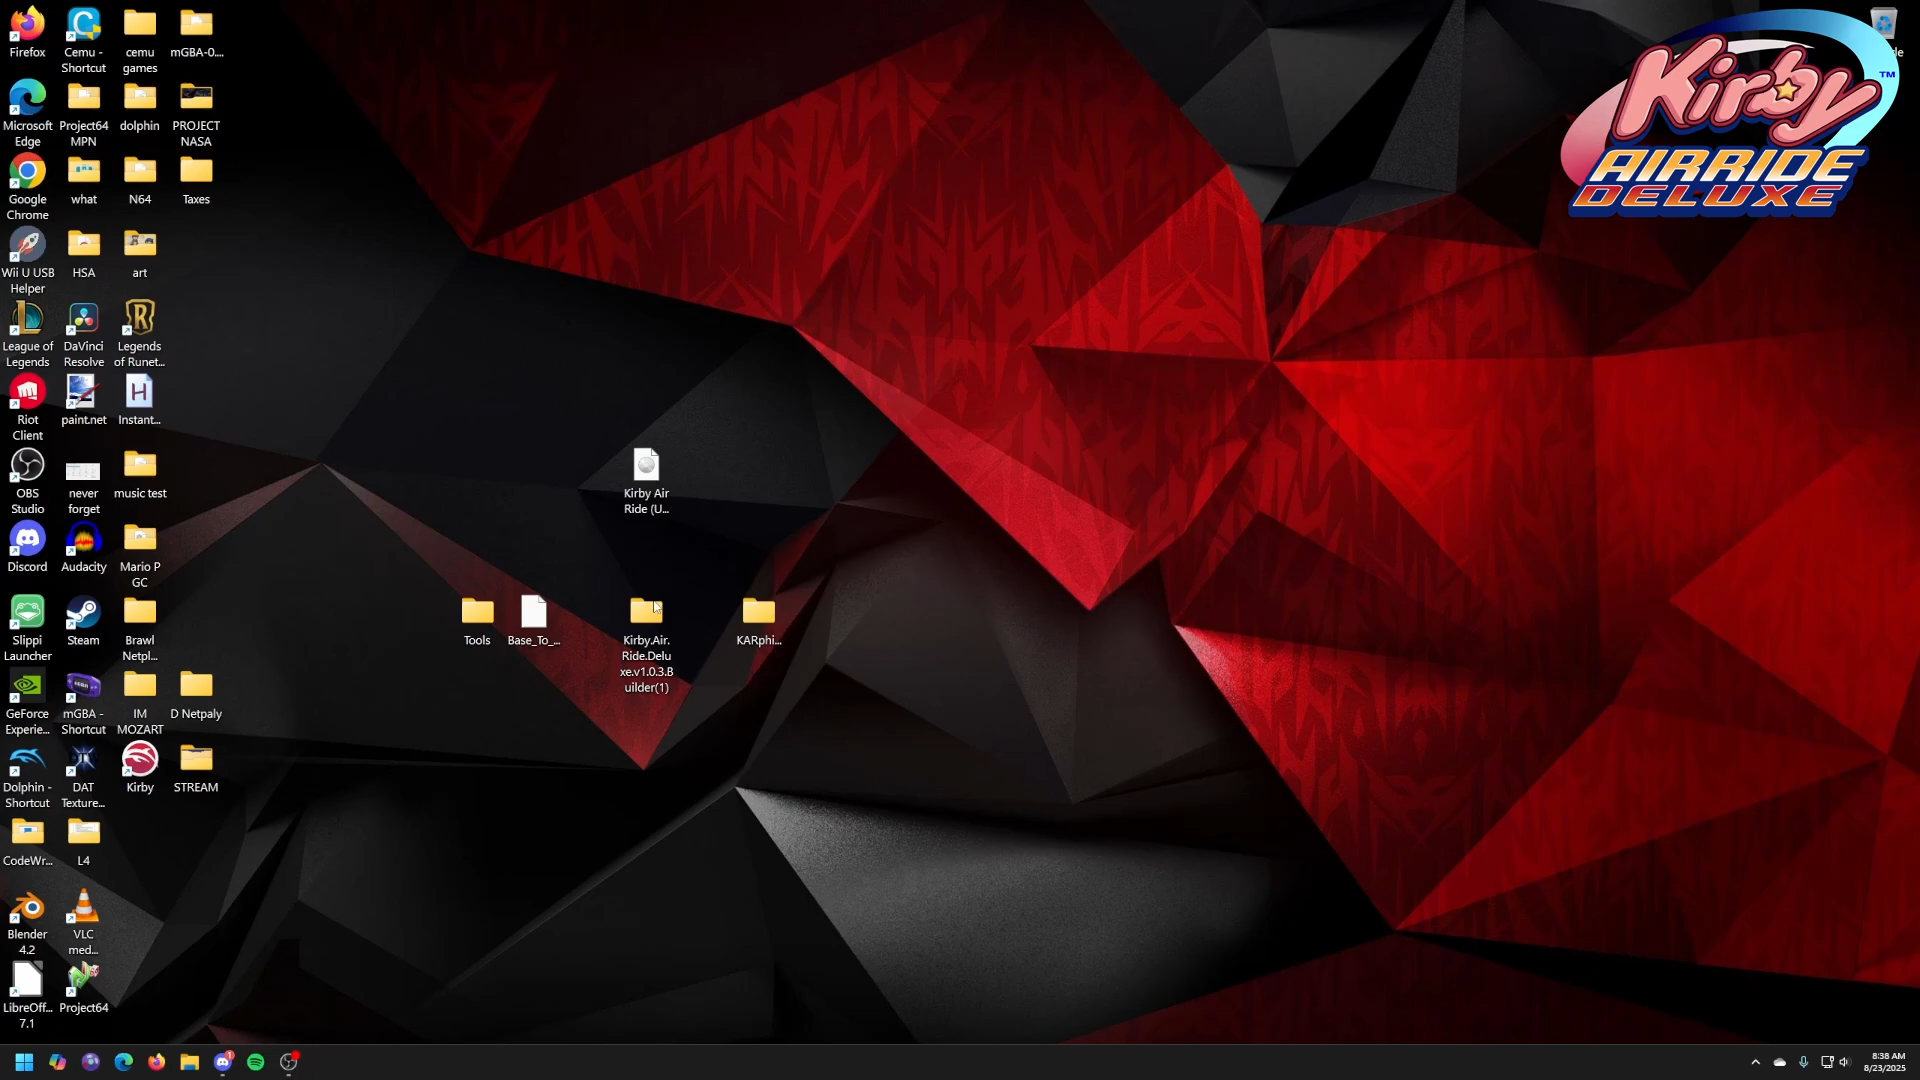 Firefox
Cemu -
Shortcut
cemu
games
mGBA-0....
Microsoft
Edge
Project64
MPN
dolphin
PROJECT
NASA
Google
Chrome
what
N64
Taxes
Wii U USB
Helper
HSA
art
League of
Legends
DaVinci
Resolve
Legends
of Runet...
Riot
Client
paint.net
Instant...
OBS
Studio
never
forget
music test
Discord
Audacity
Mario P
GC
Slippi
Launcher
Steam
Brawl
Netpl...
GeForce
Experie...
mGBA -
Shortcut
IM
MOZART
D Netpaly
Dolphin -
Shortcut
DAT
Texture...
Kirby
STREAM
CodeWr...
L4
Blender
4.2
VLC
med...
LibreOff...
7.1
Project64
Kirby Air
Ride (U...
Tools
Base_To_...
Kirby.Air.
Ride.Delu
xe.v1.0.3.B
uilder(1)
KARphi...
Kirby™
AIRRIDE
DELUXE
8:38 AM
8/23/2025